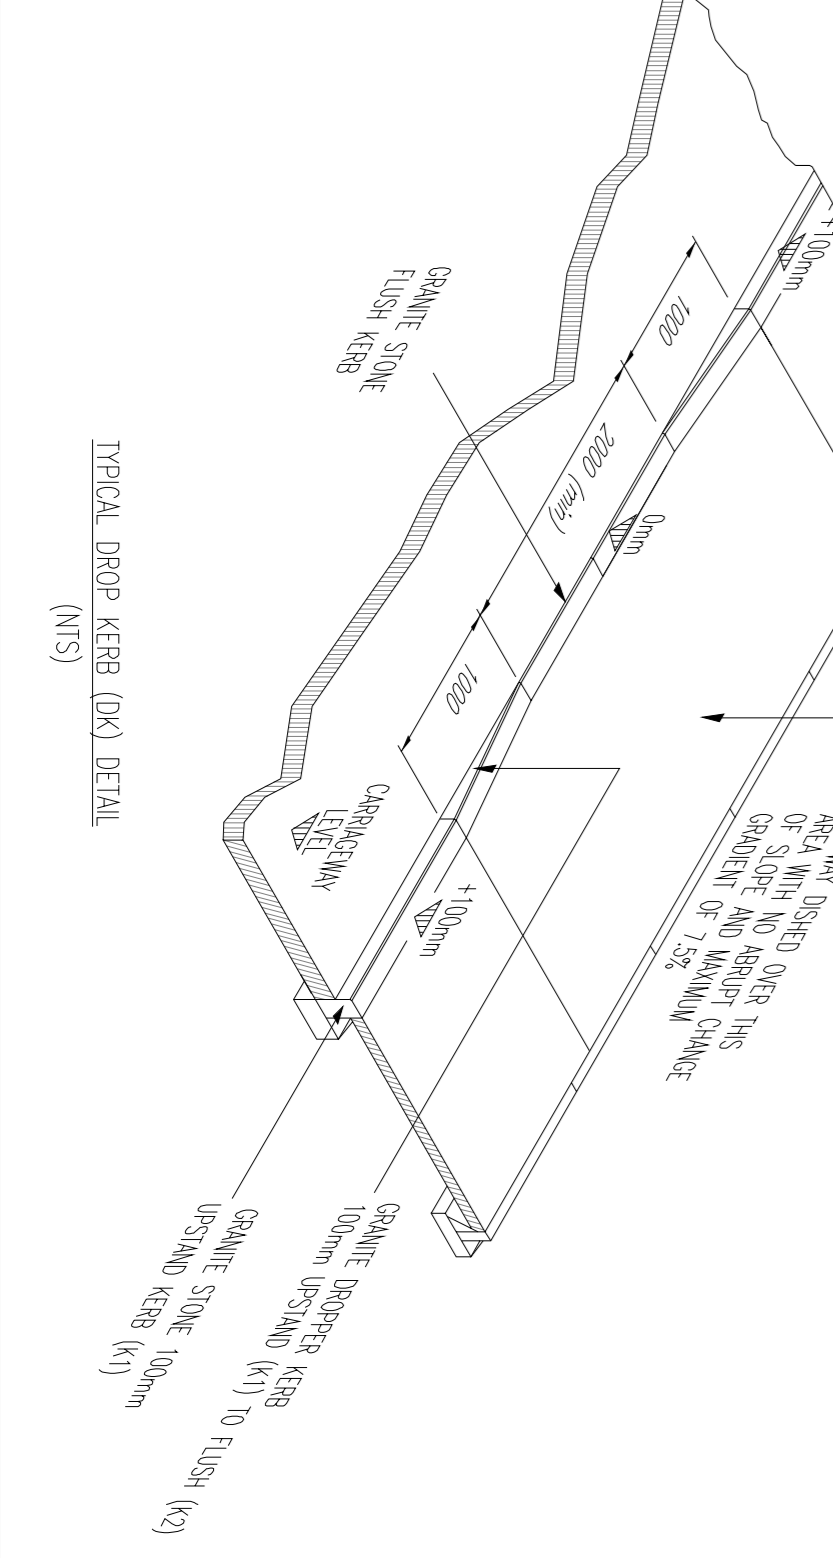 +100mm
1000
GRANITE STONE
FLUSH KERB
2000 (min)
0mm
1000
CARRIAGEWAY
LEVEL
+100mm
AREA WAY DISHED OVER THIS
OF SLOPE AND MAXIMUM
GRADIENT OF 7.5%
AREA WITH NO ABRUPT CHANGE
GRANITE DROPPER KERB
100mm UPSTAND (K1) TO FLUSH (K2)
GRANITE STONE 100mm
UPSTAND KERB (K1)
TYPICAL DROP KERB (DK) DETAIL
(NTS)